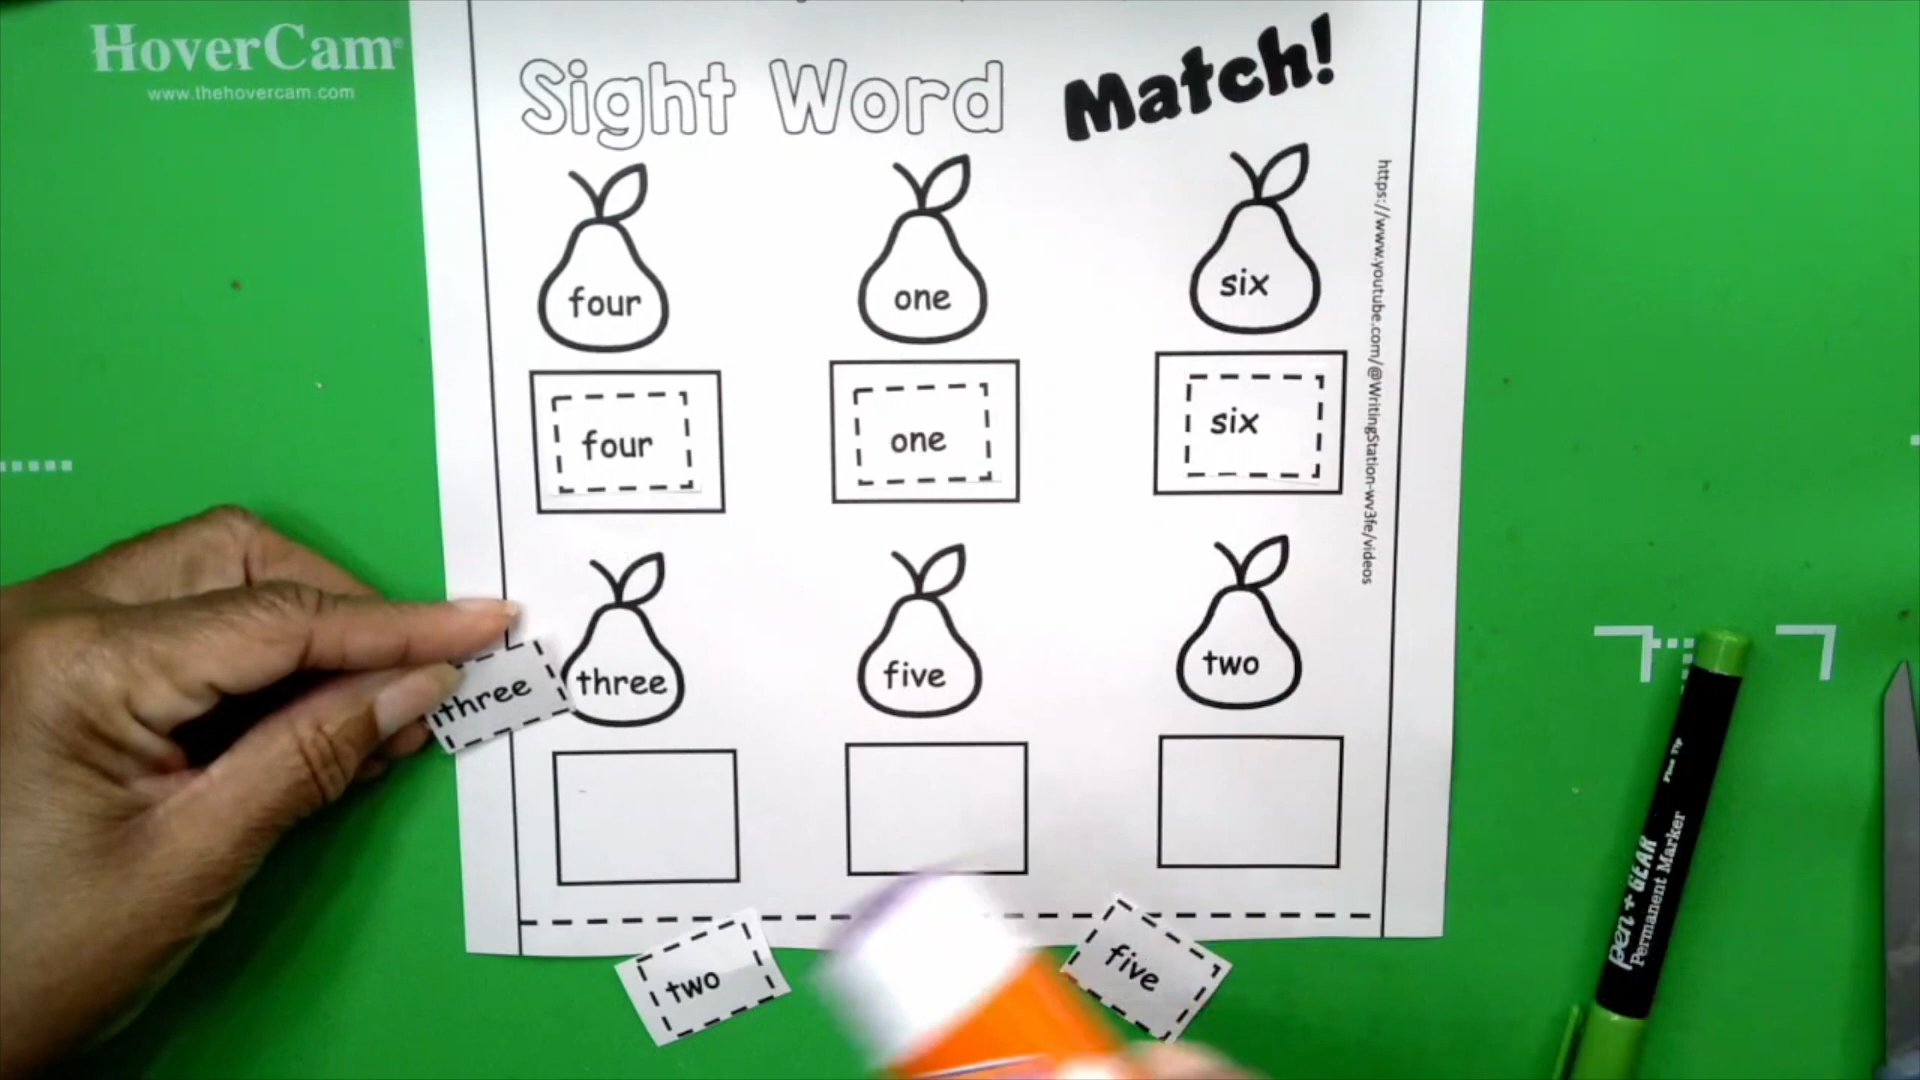 HoverCam
www.thehovercam.com
Sight Word Match!
four
one
six
four
one
six
https://www.youtube.com/@WritingStation-wv3fe/videos
three
three
five
two
two
five
pen + GEAR
Permanent Marker
Fine Tip